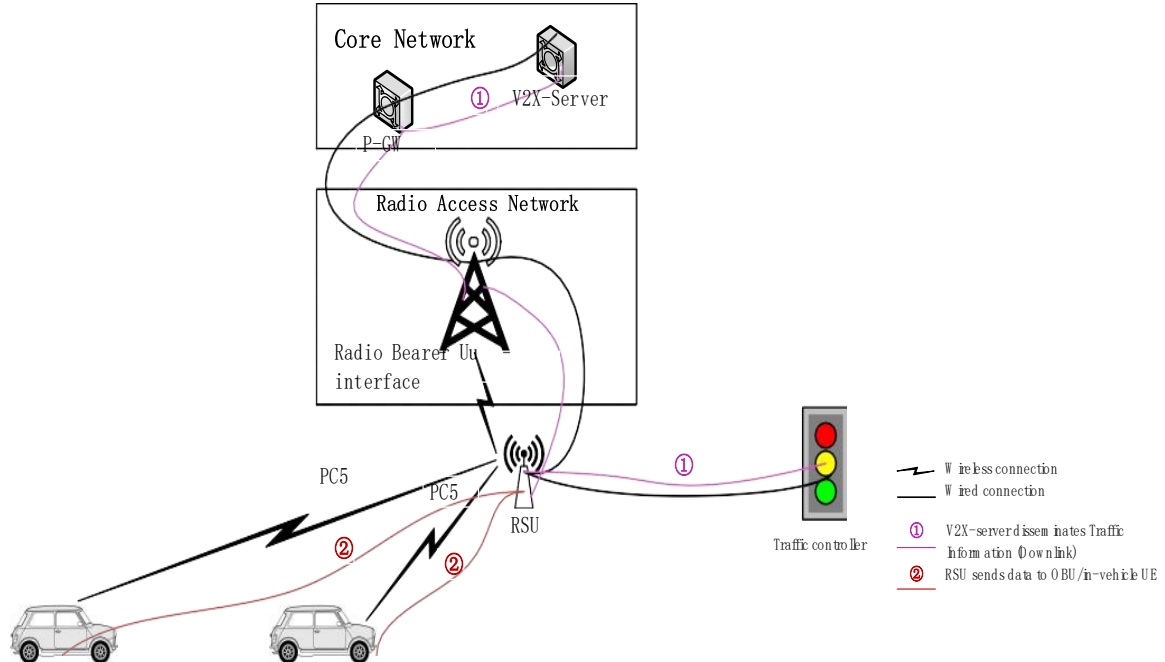 Core Network
①
V2X-Server
P-GW
Radio Access Network
Radio Bearer Uu
interface
PC5
PC5
RSU
①
②
②
Traffic controller
Wireless connection
Wired connection
① V2X-server disseminates Traffic
Information (Downlink)
② RSU sends data to OBU/in-vehicle UE